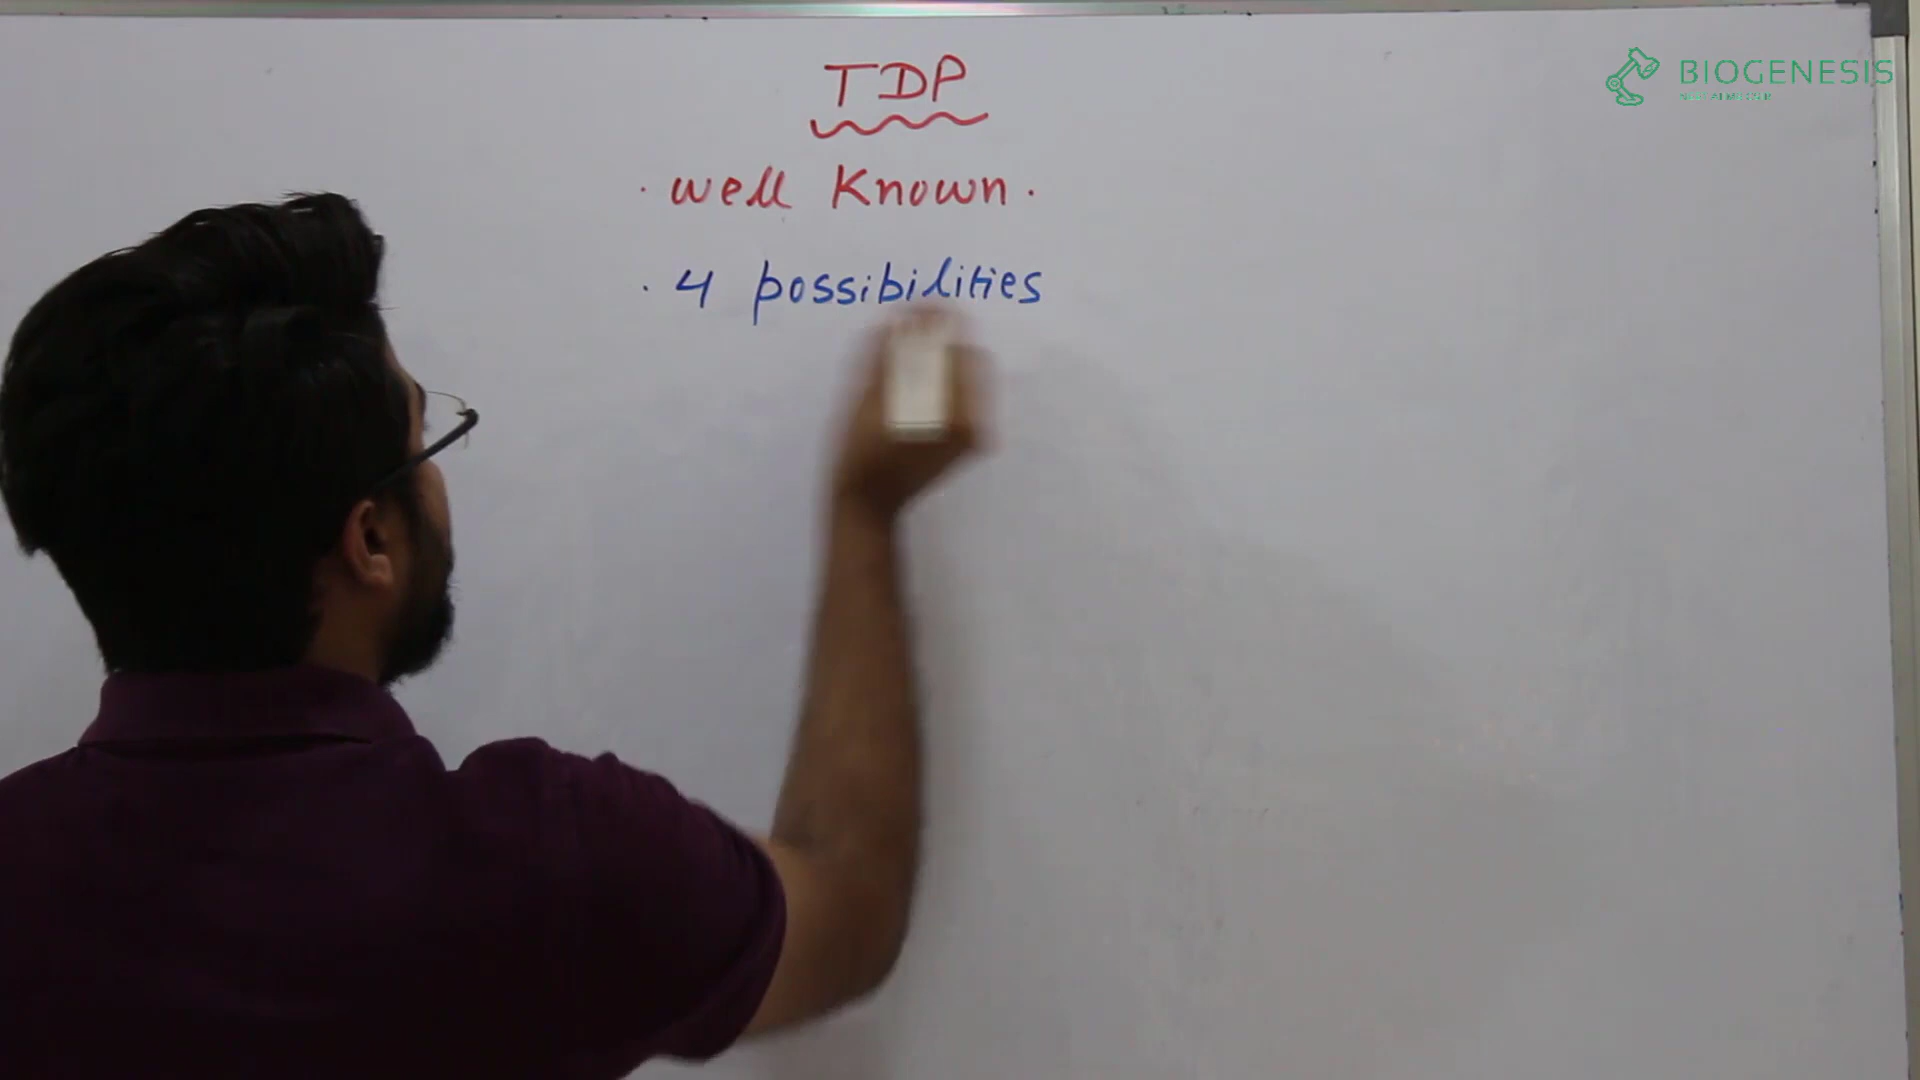 TDP
· Well Known ·
· 4 possibilities
BIOGENESIS